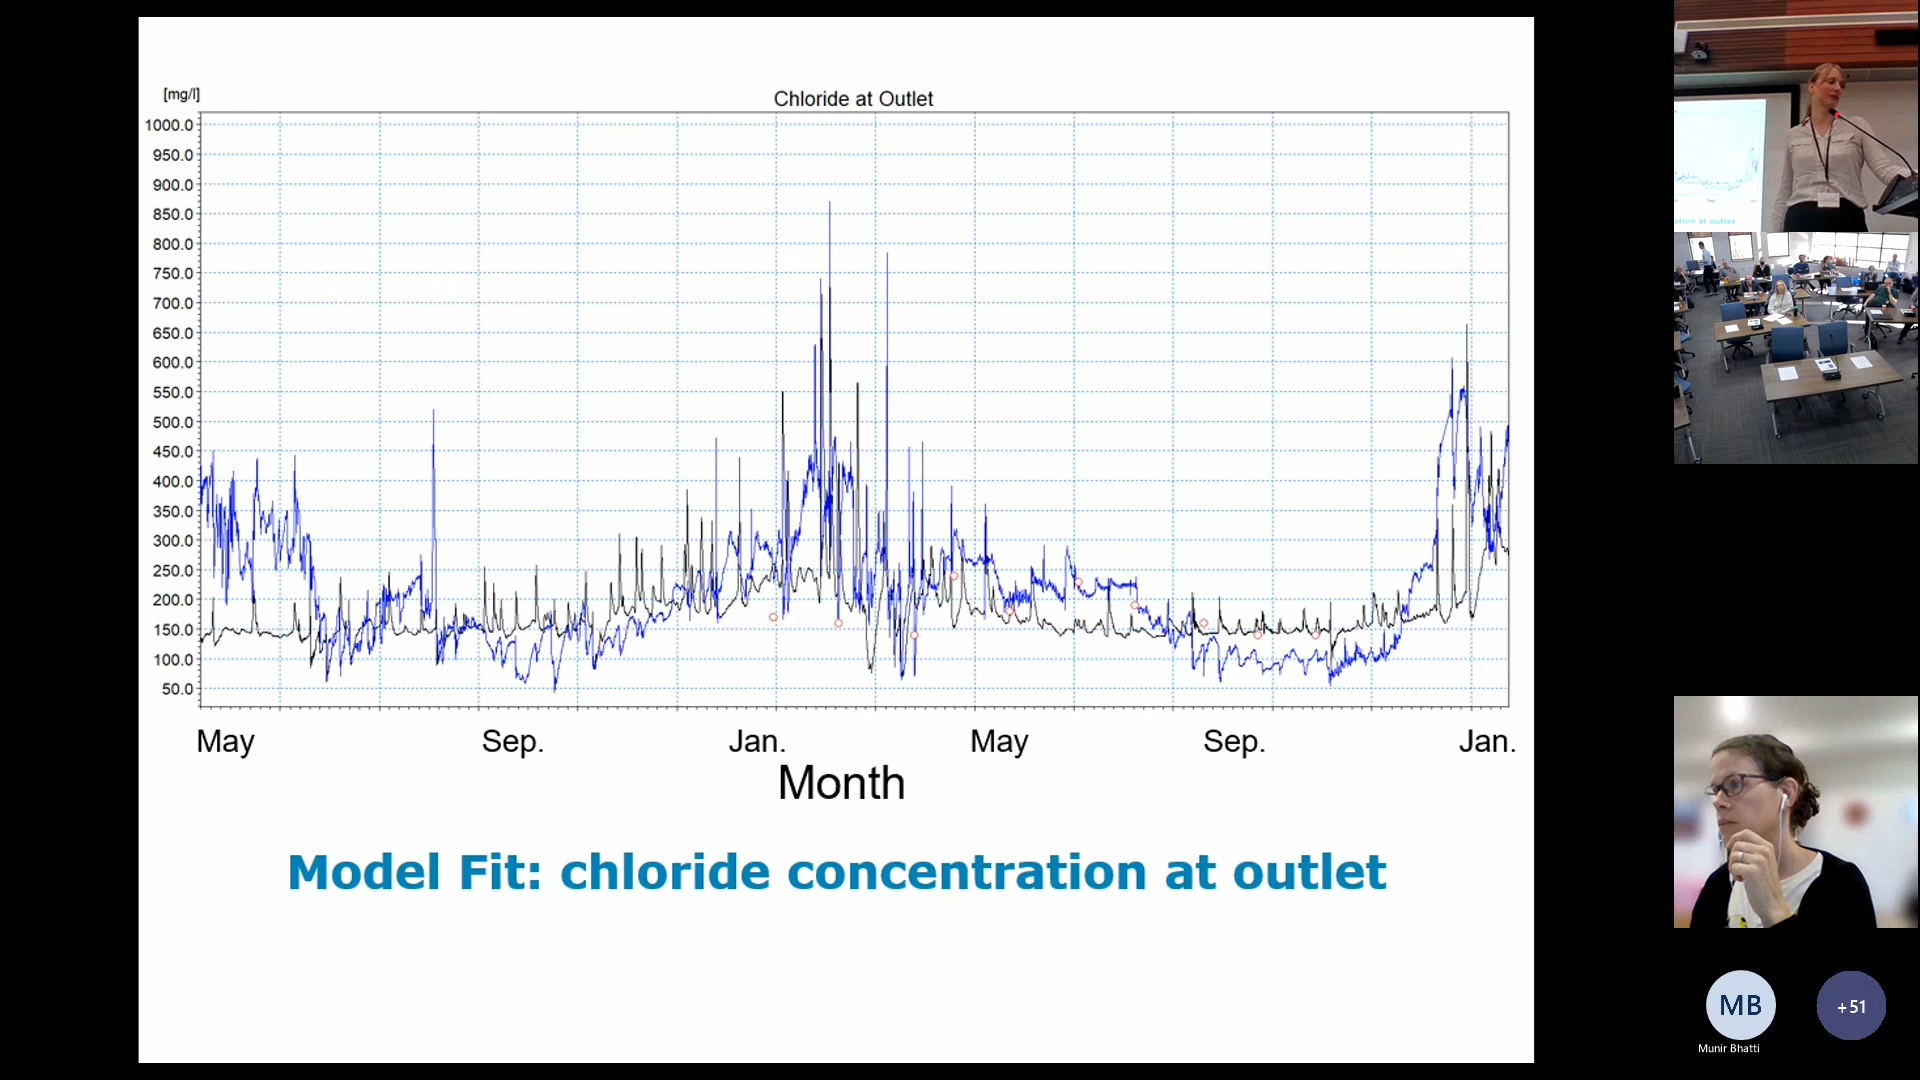 [mg/l]
Chloride at Outlet
1000.0
950.0
900.0
850.0
800.0
750.0
700.0
650.0
600.0
550.0
500.0
450.0
400.0
350.0
300.0
250.0
200.0
150.0
100.0
50.0
May Sep. Jan. May Sep. Jan.
Month
Model Fit: chloride concentration at outlet
ation at outlet
MB
+51
Munir Bhatti